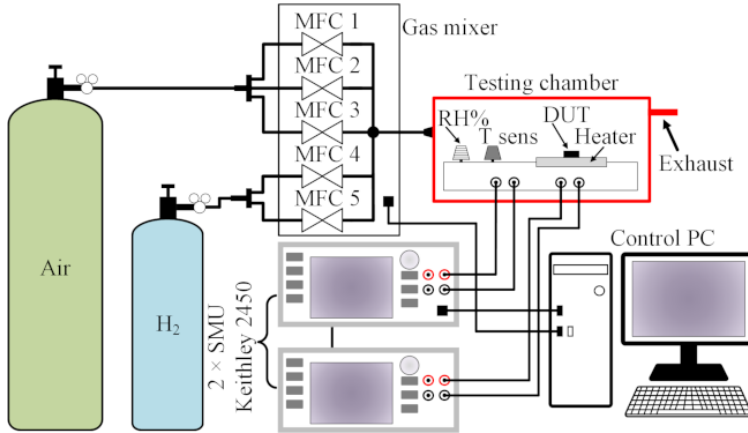 MFC 1
Gas mixer
MFC 2
MFC 3
MFC 4
MFC 5
Testing chamber
RH%
T sens
DUT
Heater
Exhaust
Air
H₂
2 × SMU
Keithley 2450
Control PC